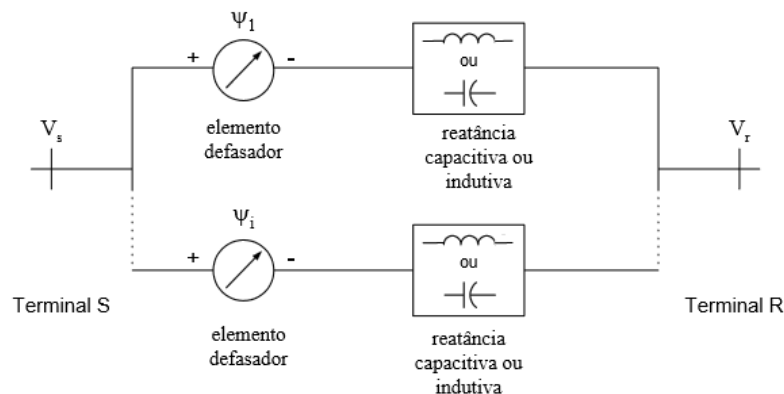 Ψ₁
+
-
ou
elemento
defasador
reatância
capacitiva ou
indutiva
Vₛ
Vᵣ
Ψᵢ
+
-
ou
Terminal S
Terminal R
elemento
defasador
reatância
capacitiva ou
indutiva